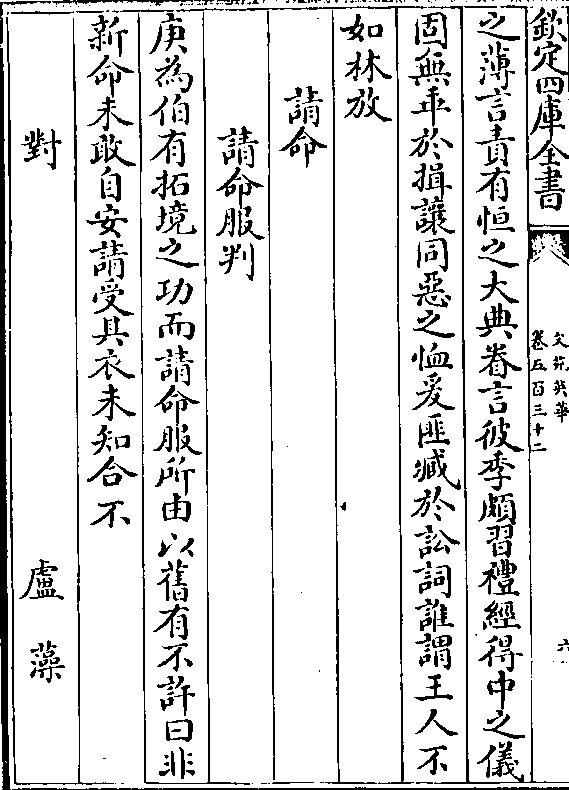 欽定四庫全書
文苑英華
卷五百三十二
六
之薄言責有恒之大典眷言彼季頗習禮經得中之儀
固無乖於揖讓同惡之恤爰匪臧於訟詞誰謂王人不
如林放
請命
請命服判
庚為伯有拓境之功而請命服所由以舊有不許曰非
新命未敢自安請受具衣未知合不
對
盧藻